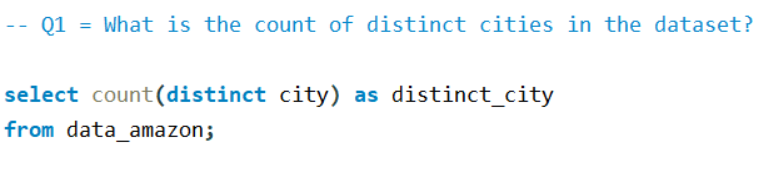 -- Q1 = What is the count of distinct cities in the dataset?
select count(distinct city) as distinct_city
from data_amazon;